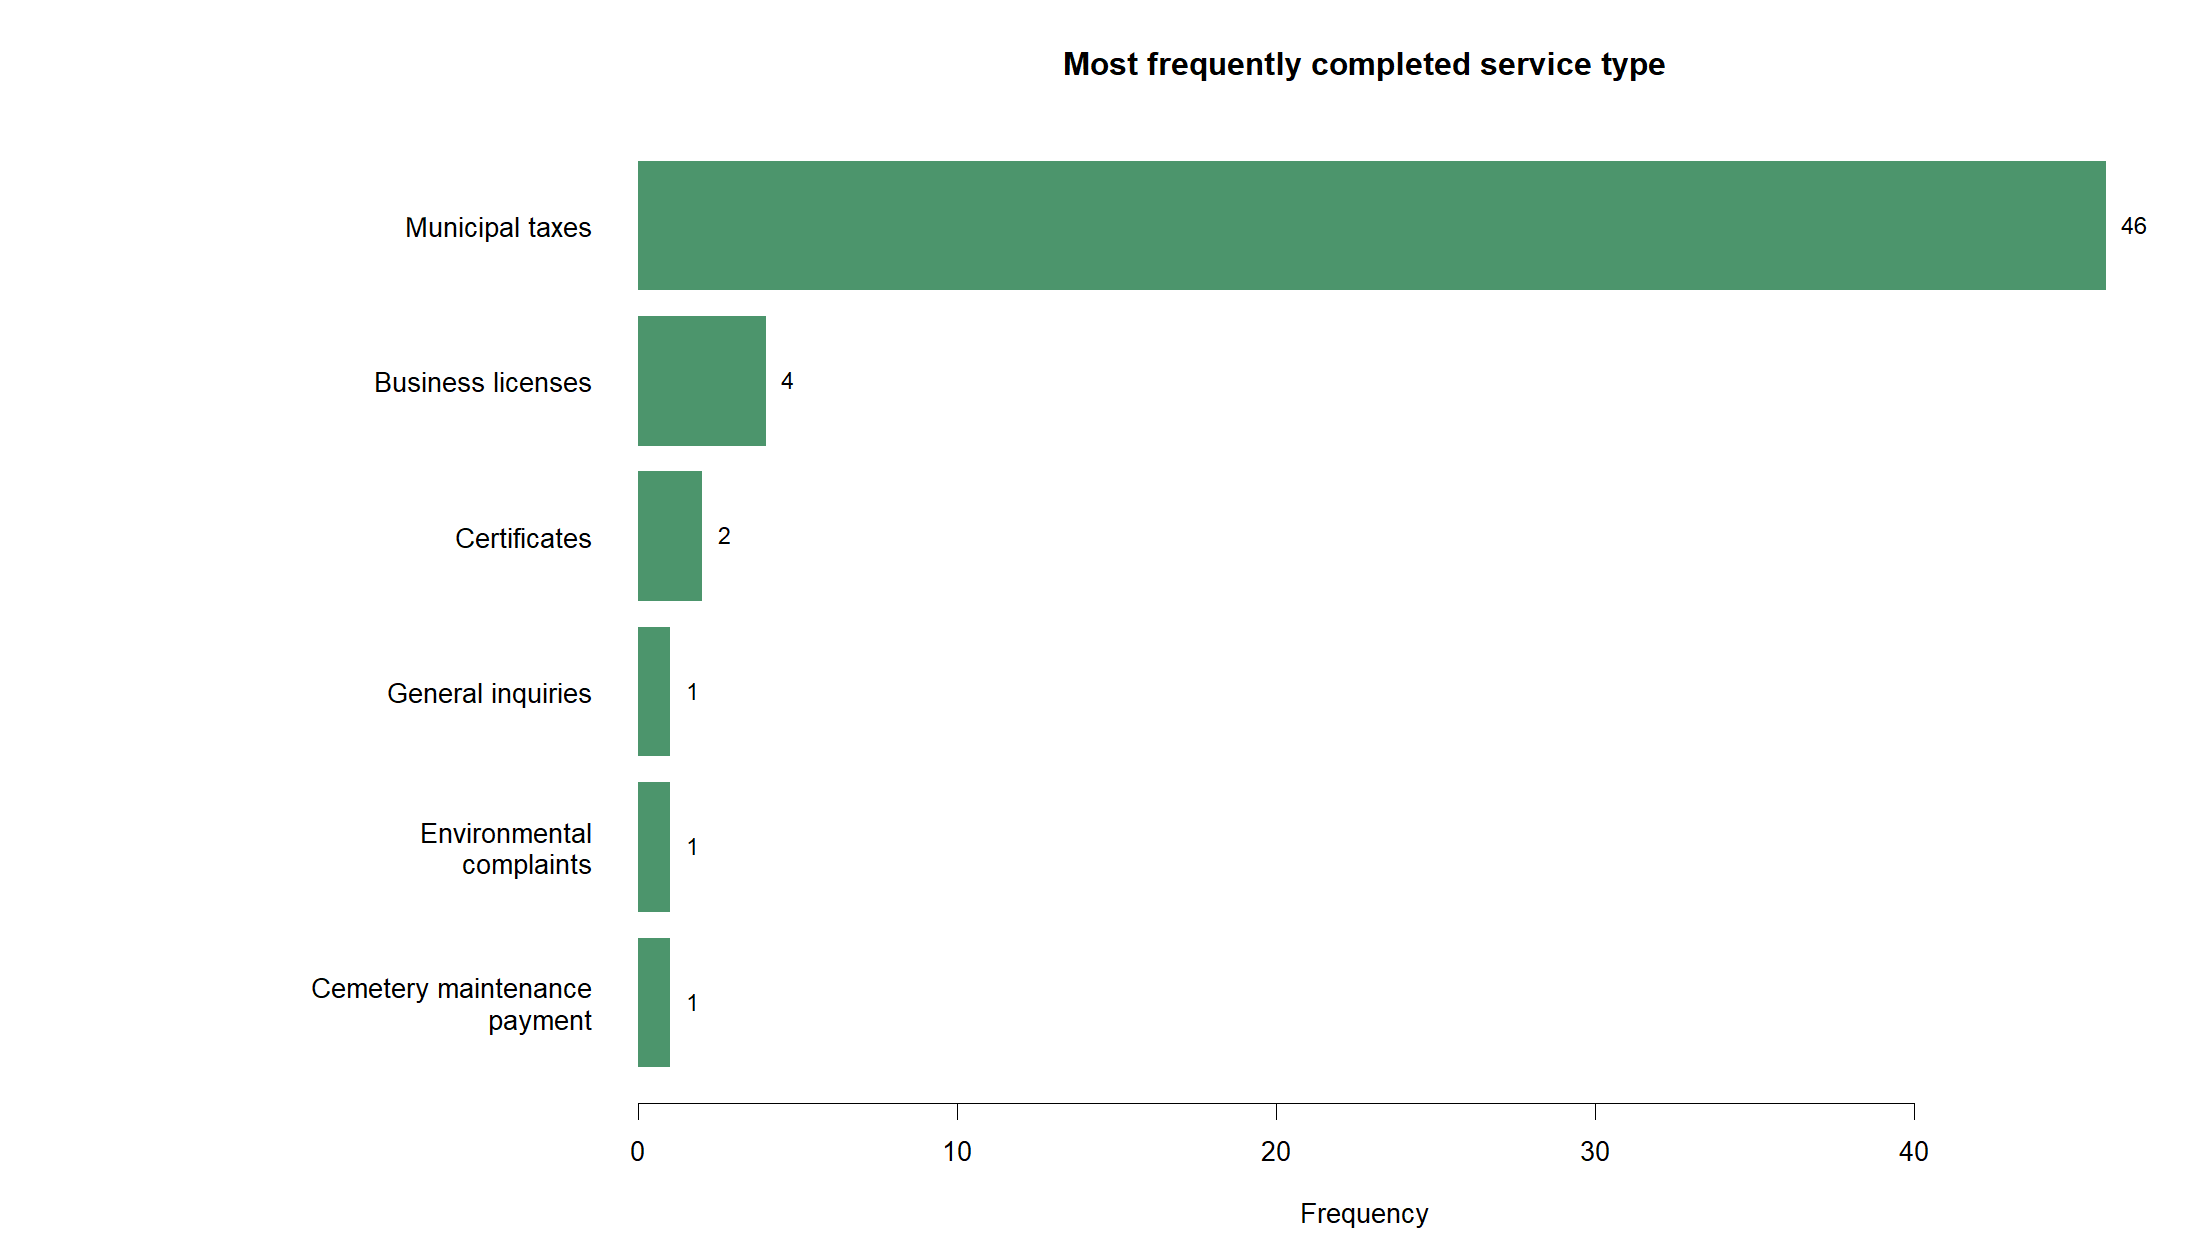 Most frequently completed service type
Municipal taxes
46
Business licenses
4
Certificates
2
General inquiries
1
Environmental
complaints
1
Cemetery maintenance
payment
1
0 10 20 30 40
Frequency